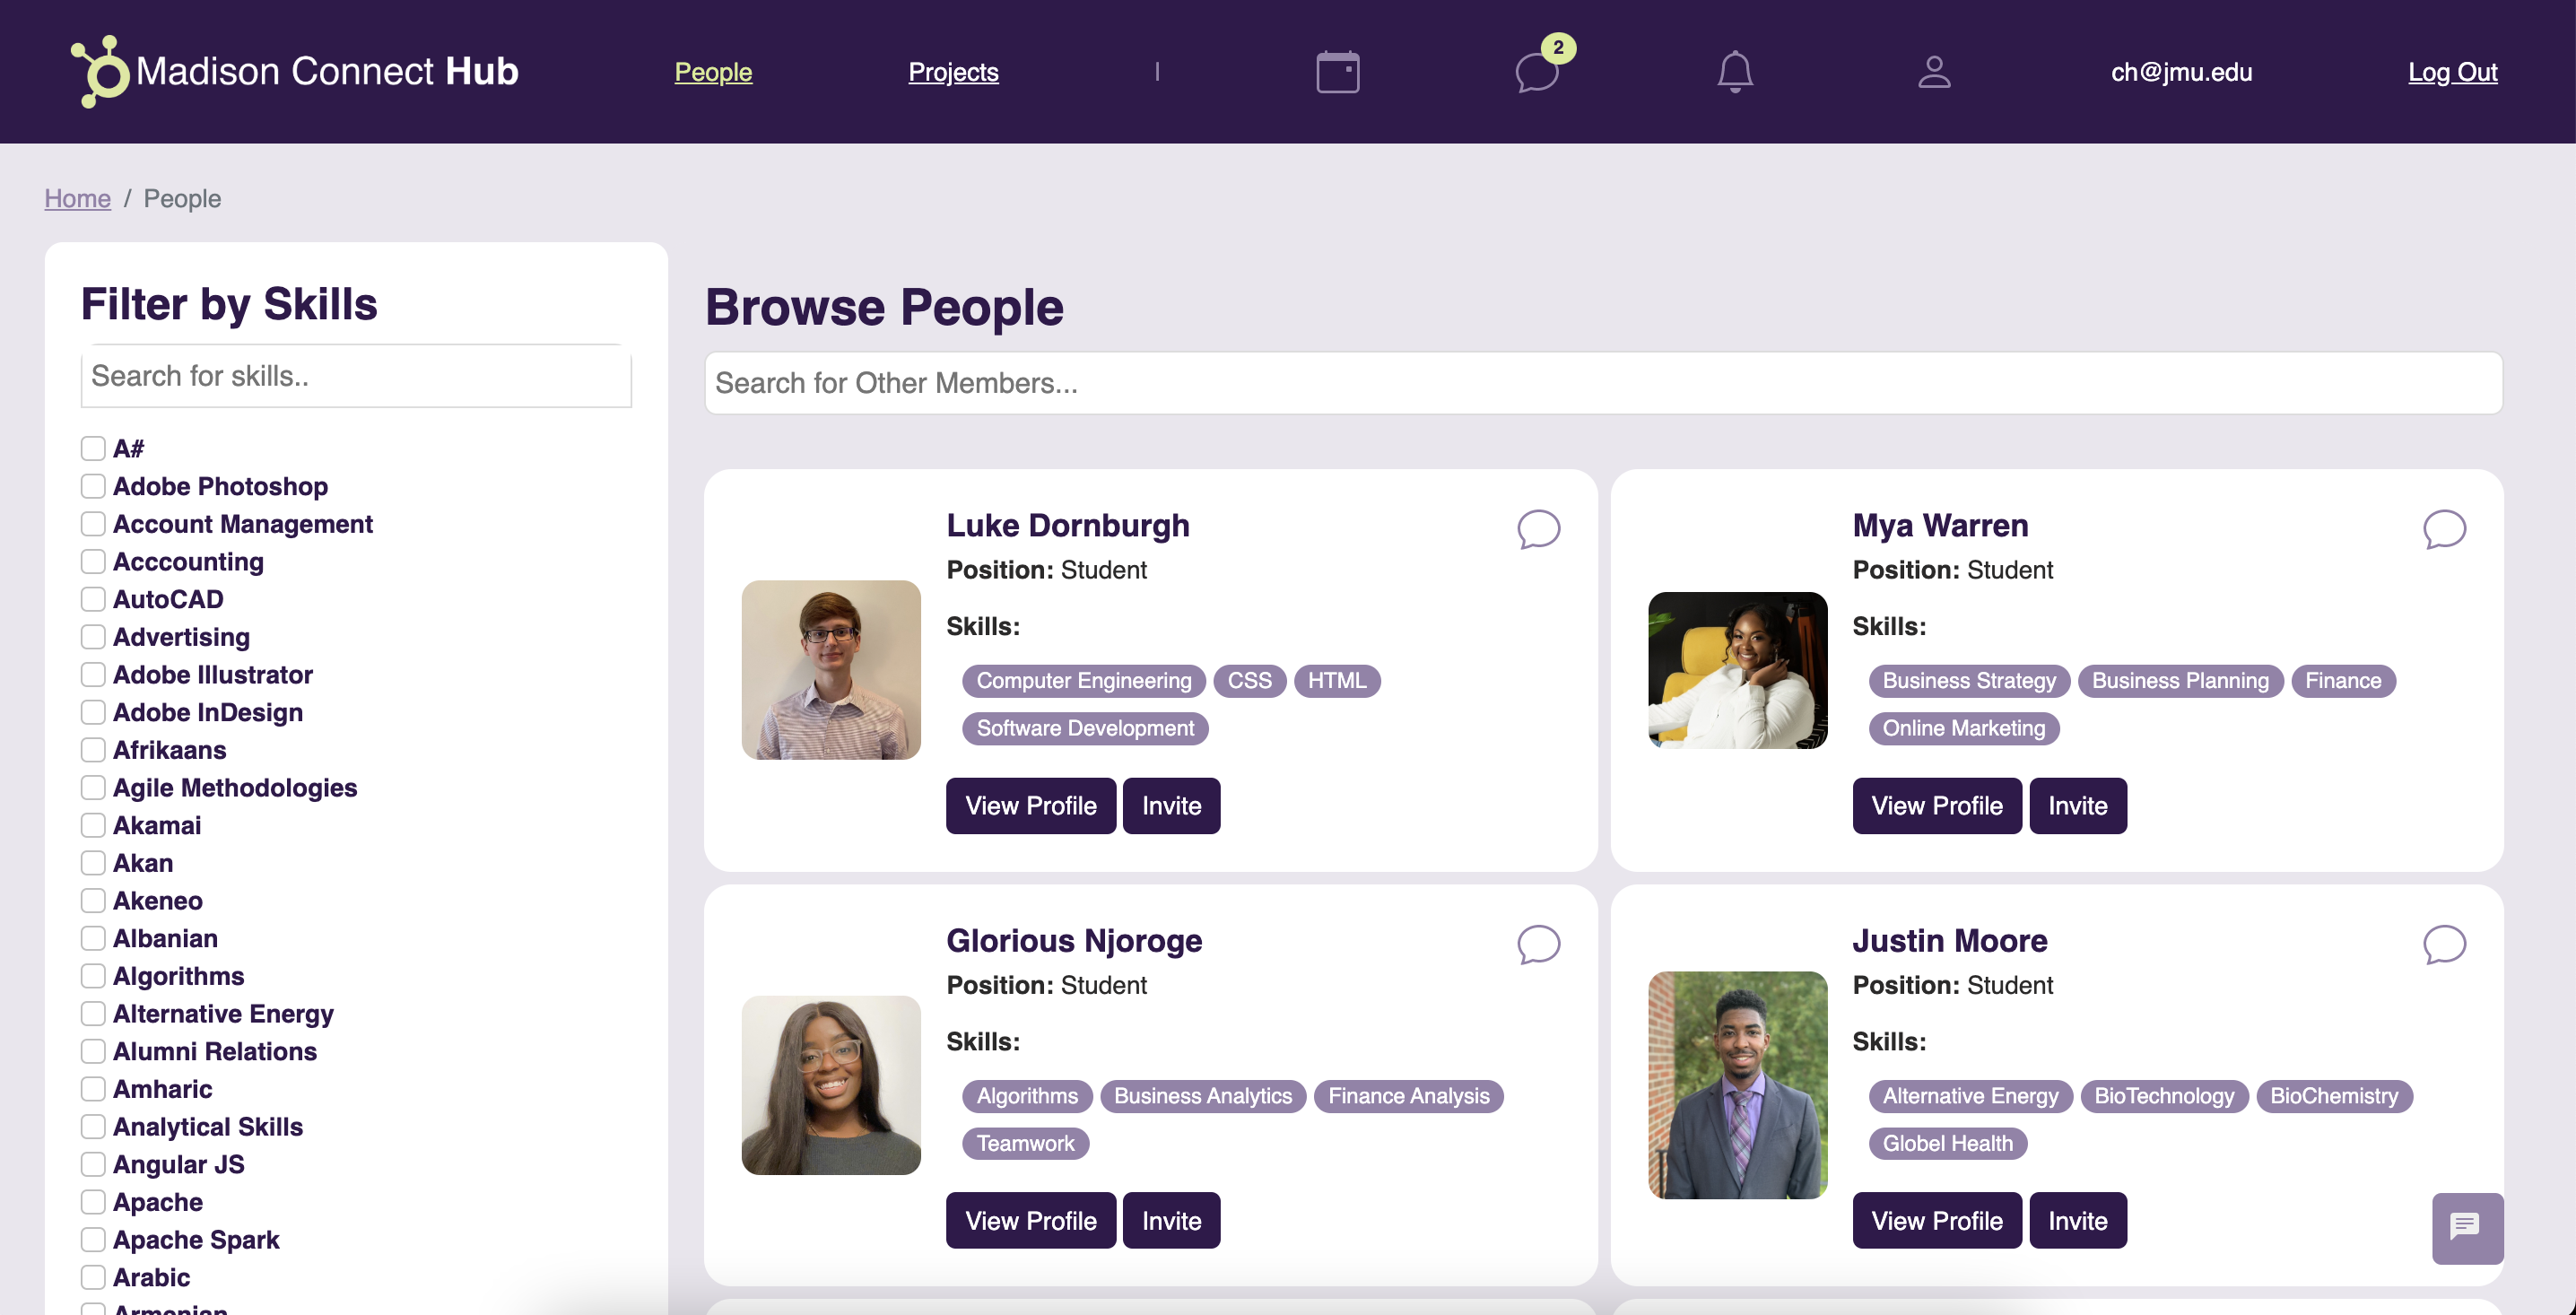 Madison Connect Hub People Projects | 2 ch@jmu.edu Log Out
Home / People
Filter by Skills
Search for skills..
A#
Adobe Photoshop
Account Management
Acccounting
AutoCAD
Advertising
Adobe Illustrator
Adobe InDesign
Afrikaans
Agile Methodologies
Akamai
Akan
Akeneo
Albanian
Algorithms
Alternative Energy
Alumni Relations
Amharic
Analytical Skills
Angular JS
Apache
Apache Spark
Arabic
Armenian
Browse People
Search for Other Members...
Luke Dornburgh
Position: Student
Skills:
Computer Engineering CSS HTML
Software Development
View Profile Invite
Mya Warren
Position: Student
Skills:
Business Strategy Business Planning Finance
Online Marketing
View Profile Invite
Glorious Njoroge
Position: Student
Skills:
Algorithms Business Analytics Finance Analysis
Teamwork
View Profile Invite
Justin Moore
Position: Student
Skills:
Alternative Energy BioTechnology BioChemistry
Globel Health
View Profile Invite